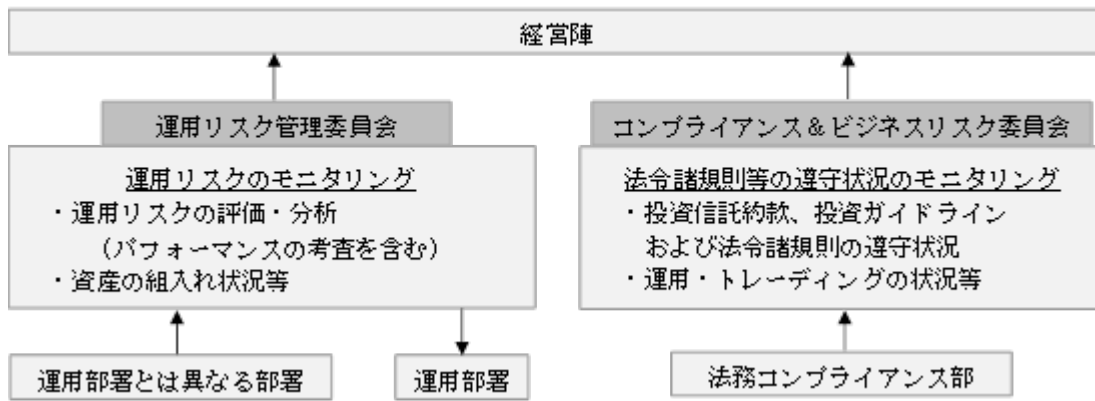 経営陣
運用リスク管理委員会
運用リスクのモニタリング
・運用リスクの評価・分析
（パフォーマンスの考査を含む）
・資産の組入れ状況等
運用部署とは異なる部署
運用部署
コンプライアンス＆ビジネスリスク委員会
法令諸規則等の遵守状況のモニタリング
・投資信託約款、投資ガイドライン
および法令諸規則の遵守状況
・運用・トレーディングの状況等
法務コンプライアンス部